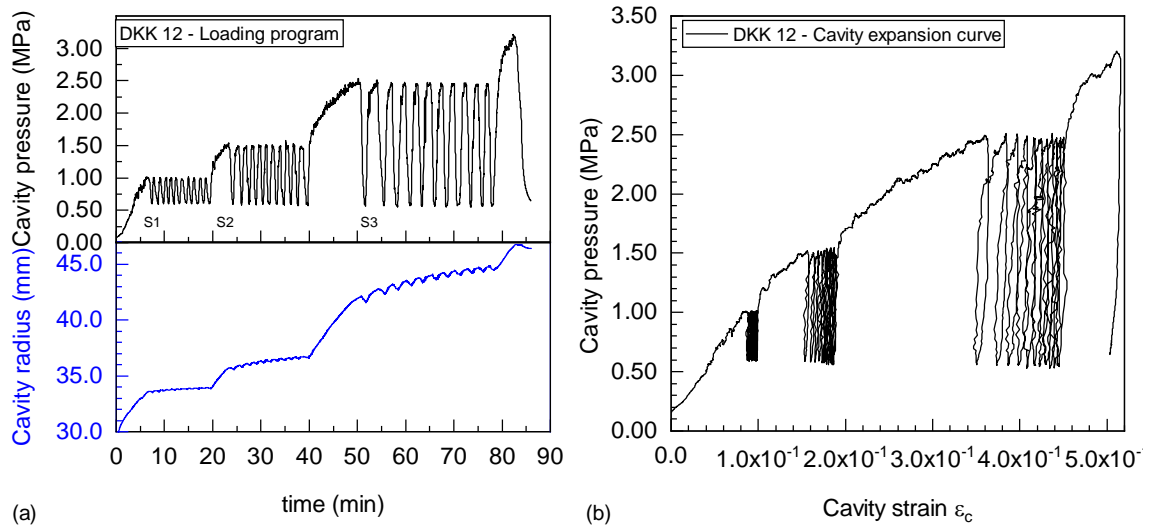 DKK 12 - Loading program
Cavity pressure (MPa)
3.00
2.50
2.00
1.50
1.00
0.50
0.00
S1
S2
S3
Cavity radius (mm)
45.0
40.0
35.0
30.0
0 10 20 30 40 50 60 70 80 90
time (min)
(a)
DKK 12 - Cavity expansion curve
Cavity pressure (MPa)
3.50
3.00
2.50
2.00
1.50
1.00
0.50
0.00
0.0 1.0x10⁻¹ 2.0x10⁻¹ 3.0x10⁻¹ 4.0x10⁻¹ 5.0x10⁻
Cavity strain εc
(b)